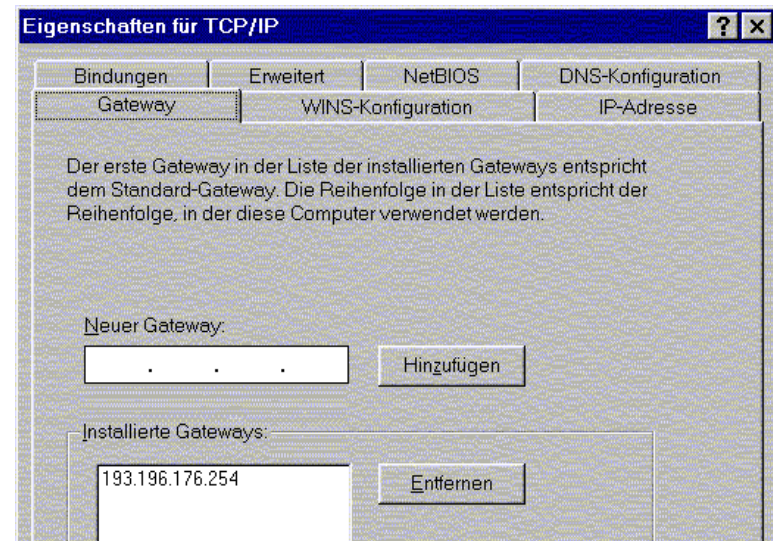 Eigenschaften für TCP/IP
Bindungen Erweitert NetBIOS DNS-Konfiguration
Gateway WINS-Konfiguration IP-Adresse
Der erste Gateway in der Liste der installierten Gateways entspricht
dem Standard-Gateway. Die Reihenfolge in der Liste entspricht der
Reihenfolge, in der diese Computer verwendet werden.
Neuer Gateway:
. . .
Hinzufügen
Installierte Gateways:
193.196.176.254
Entfernen